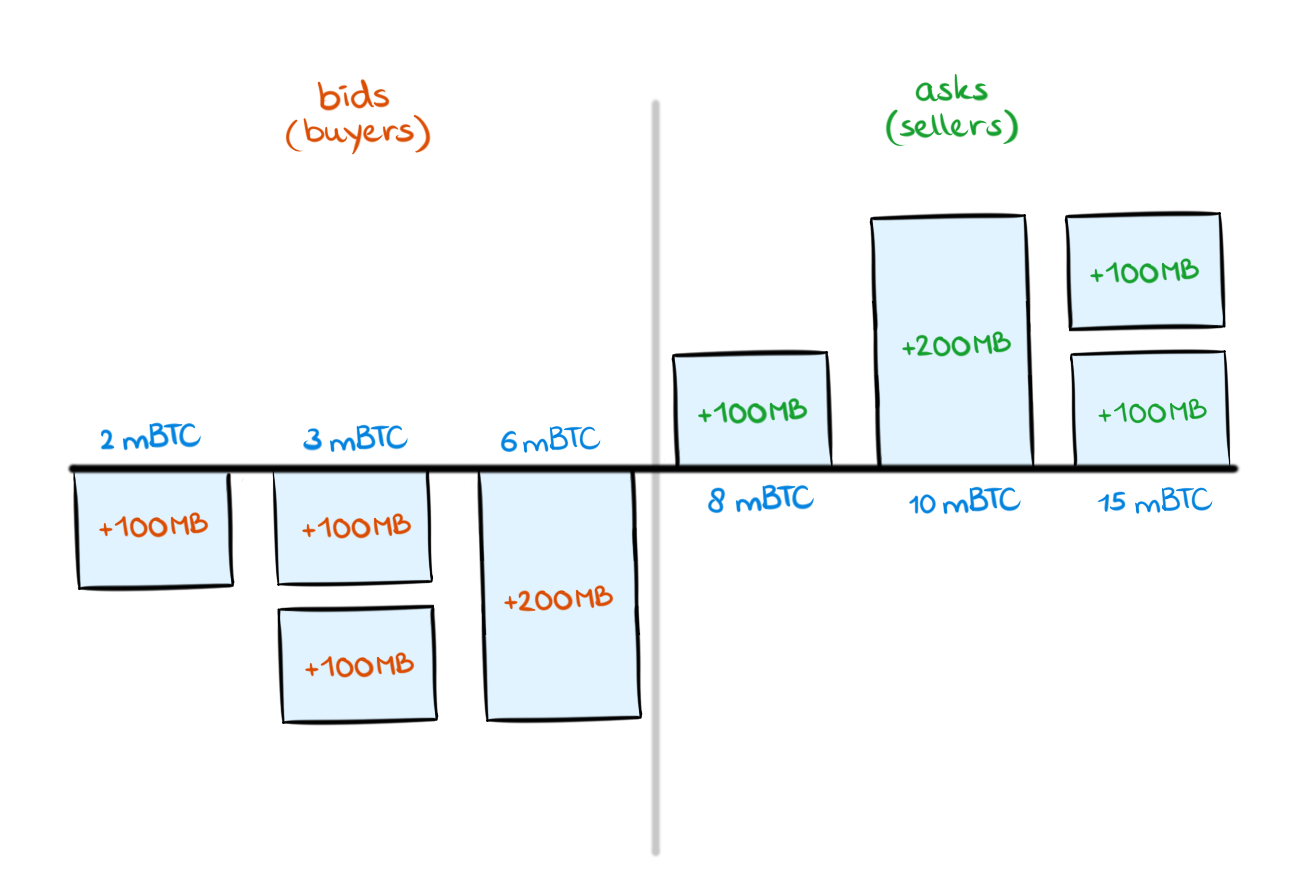 bids
(buyers)
asks
(sellers)
+100MB
+200MB
+100MB
+100MB
2 mBTC
3 mBTC
6 mBTC
8 mBTC
10 mBTC
15 mBTC
+100MB
+100MB
+200MB
+100MB